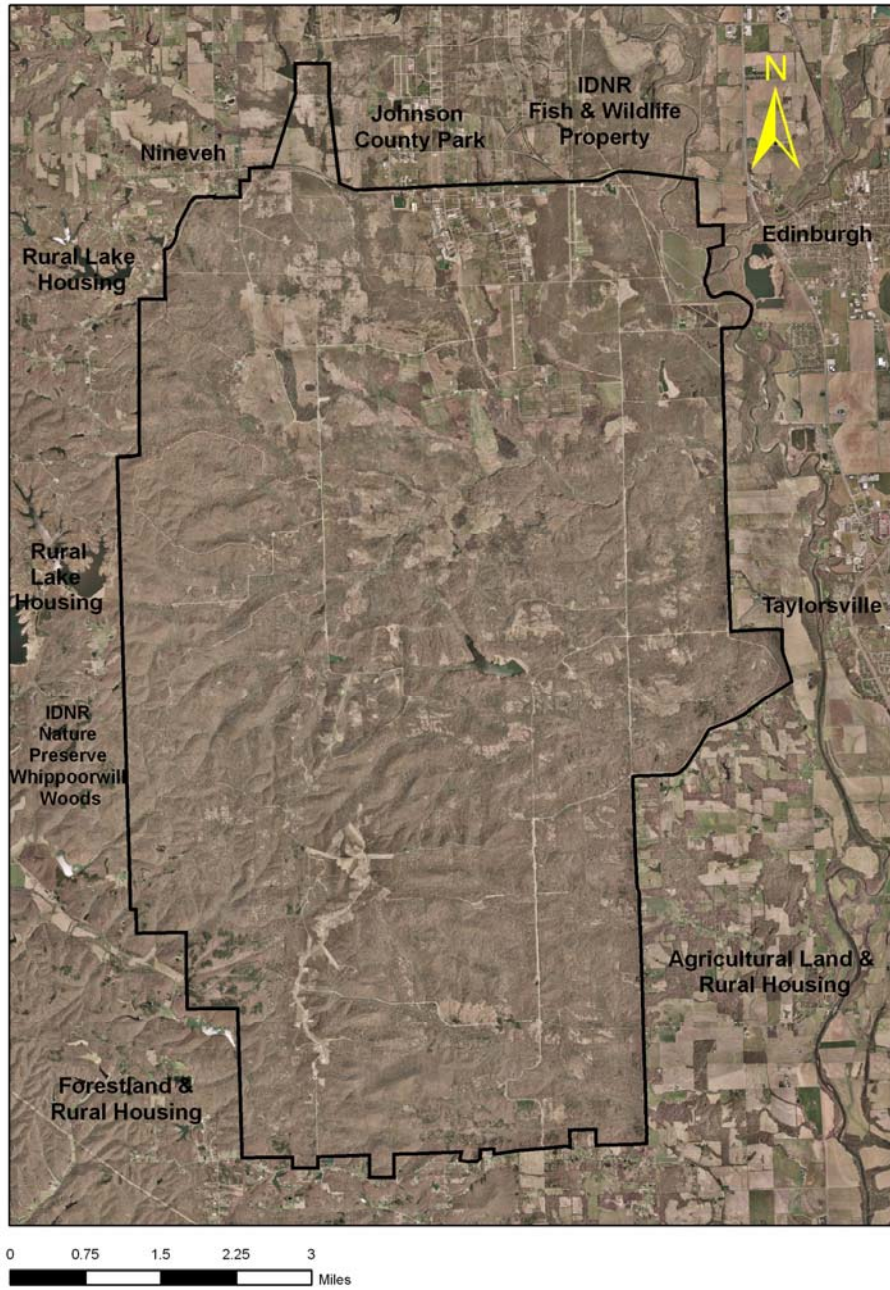 N
IDNR
Fish & Wildlife
Property
Johnson
County Park
Nineveh
Edinburgh
Rural Lake
Housing
Rural
Lake
Housing
Taylorsville
IDNR
Nature
Preserve
Whippoorwill
Woods
Agricultural Land &
Rural Housing
Forestland &
Rural Housing
0 0.75 1.5 2.25 3
Miles